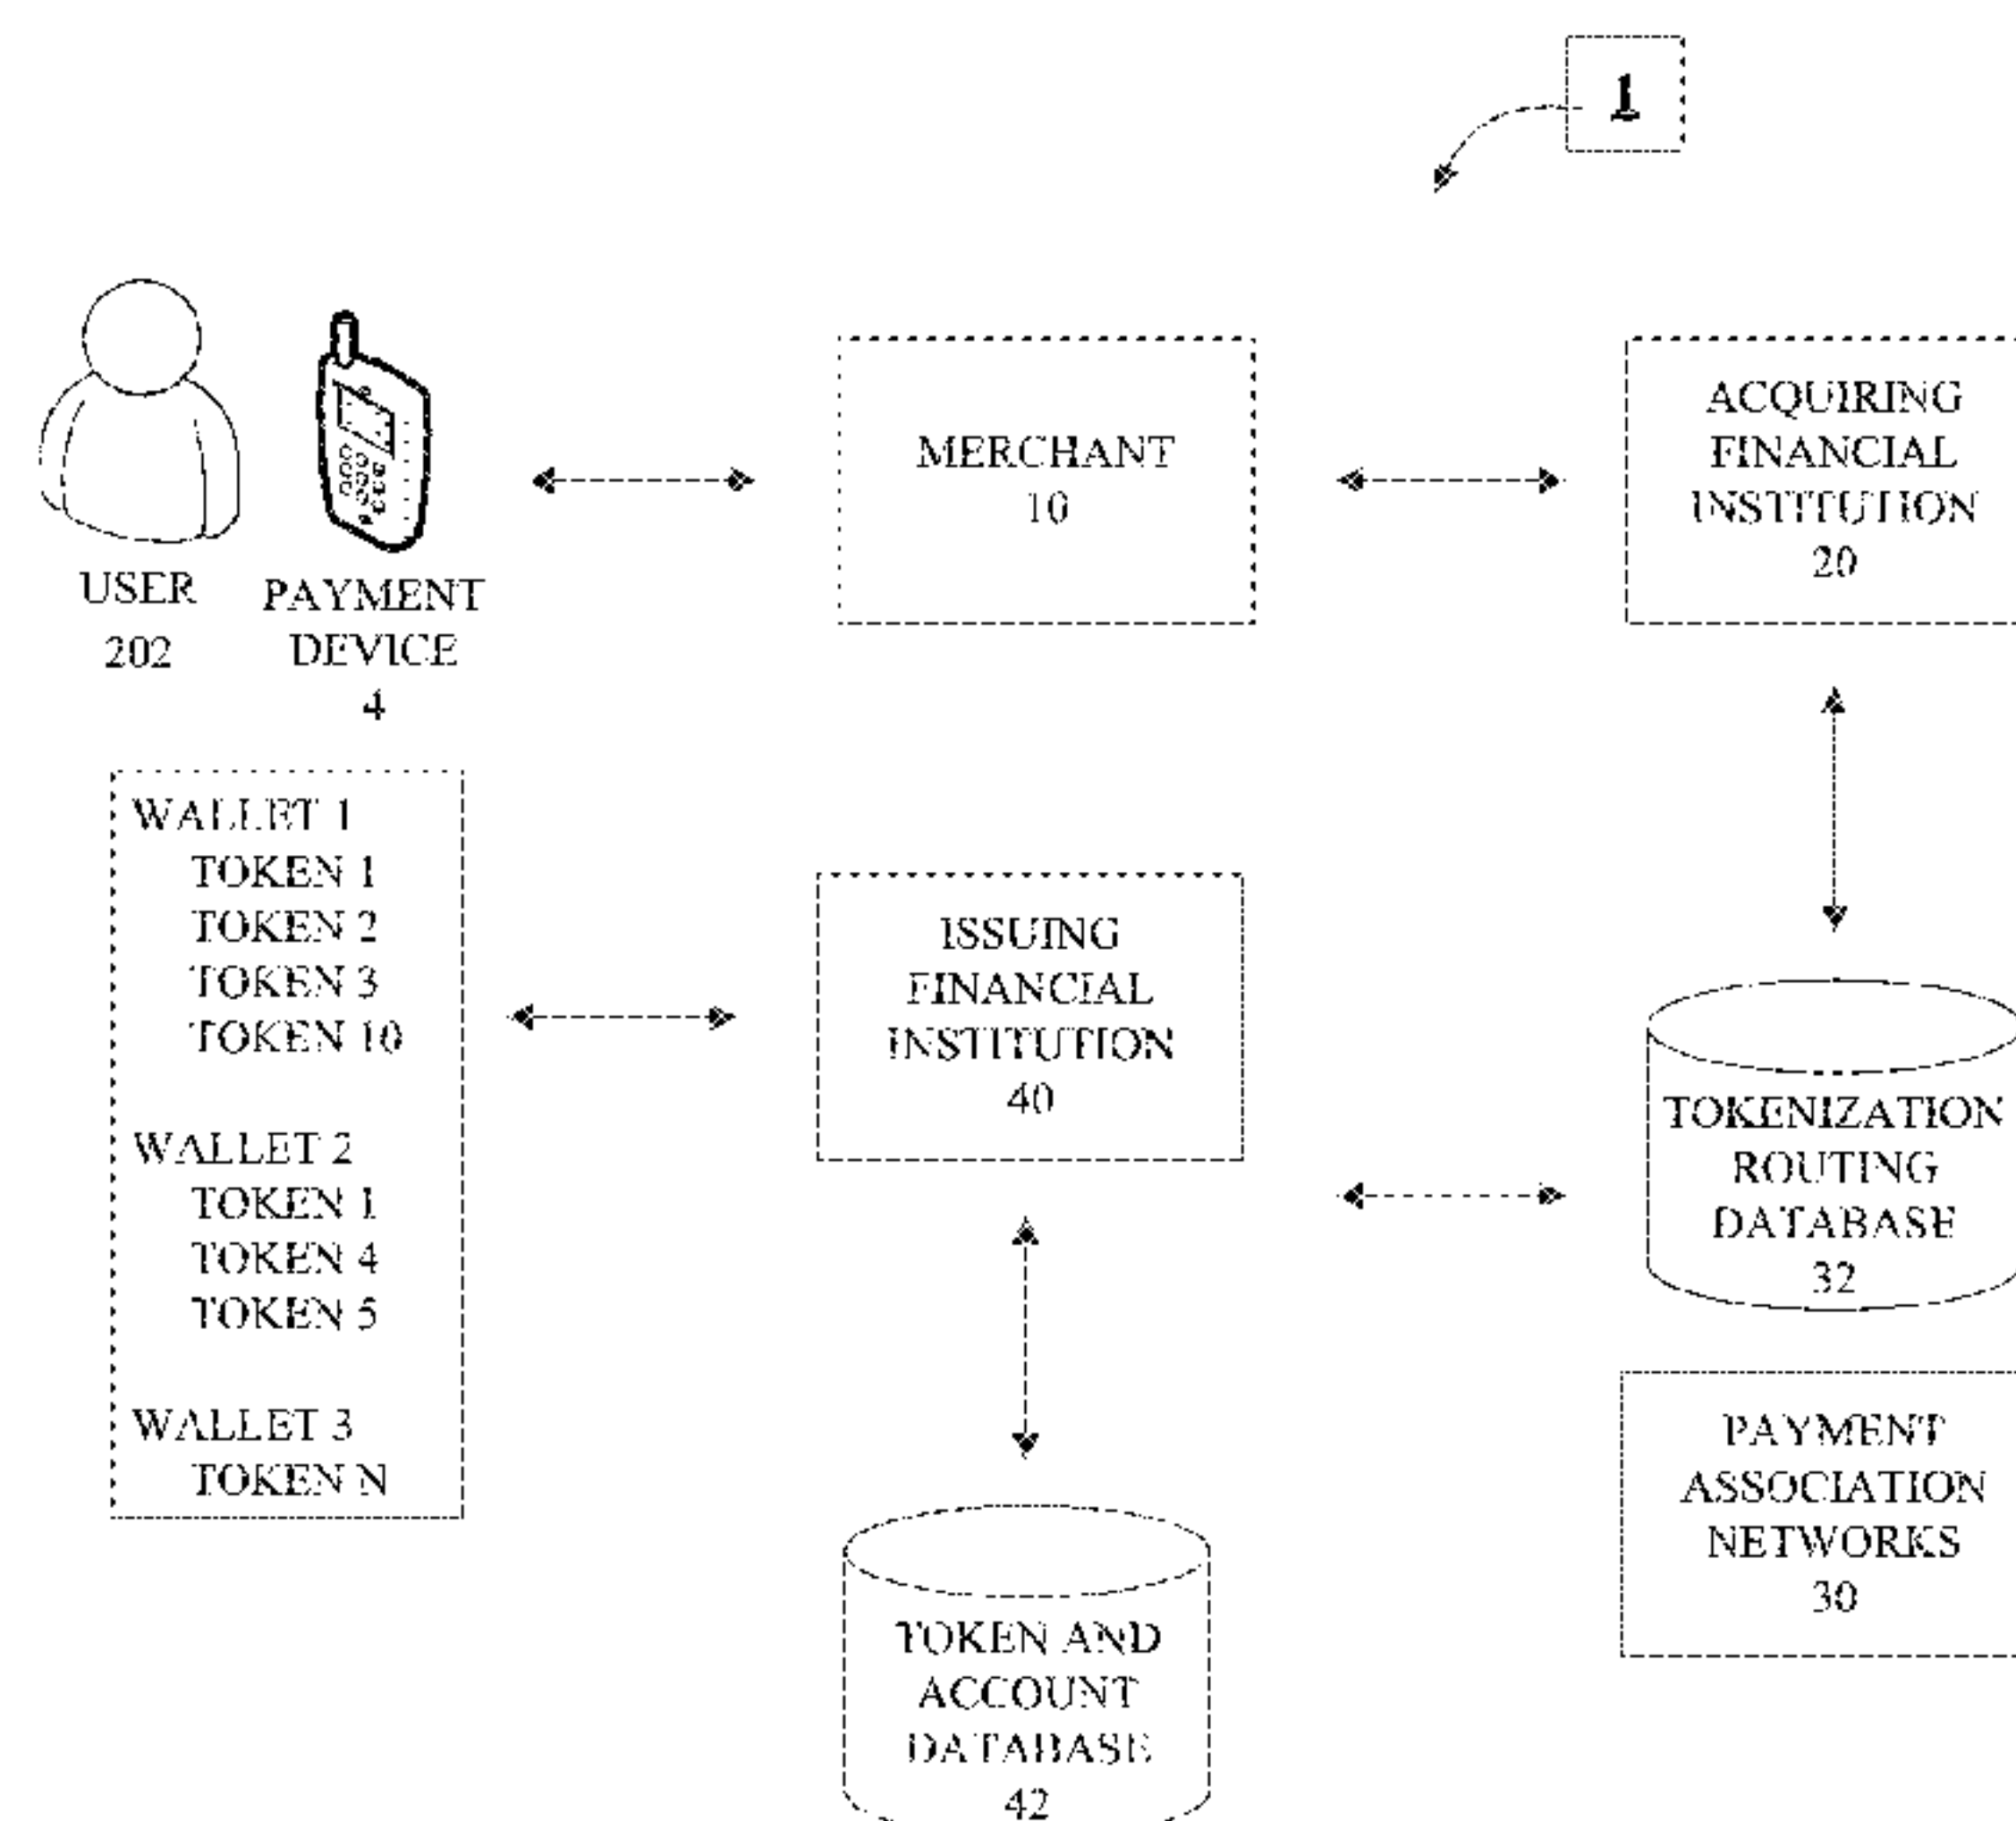 1
USER
202
PAYMENT
DEVICE
4
MERCHANT
10
ACQUIRING
FINANCIAL
INSTITUTION
20
WALLET 1
TOKEN 1
TOKEN 2
TOKEN 3
TOKEN 10
WALLET 2
TOKEN 1
TOKEN 4
TOKEN 5
WALLET 3
TOKEN N
ISSUING
FINANCIAL
INSTITUTION
40
TOKENIZATION
ROUTING
DATABASE
32
PAYMENT
ASSOCIATION
NETWORKS
30
TOKEN AND
ACCOUNT
DATABASE
42